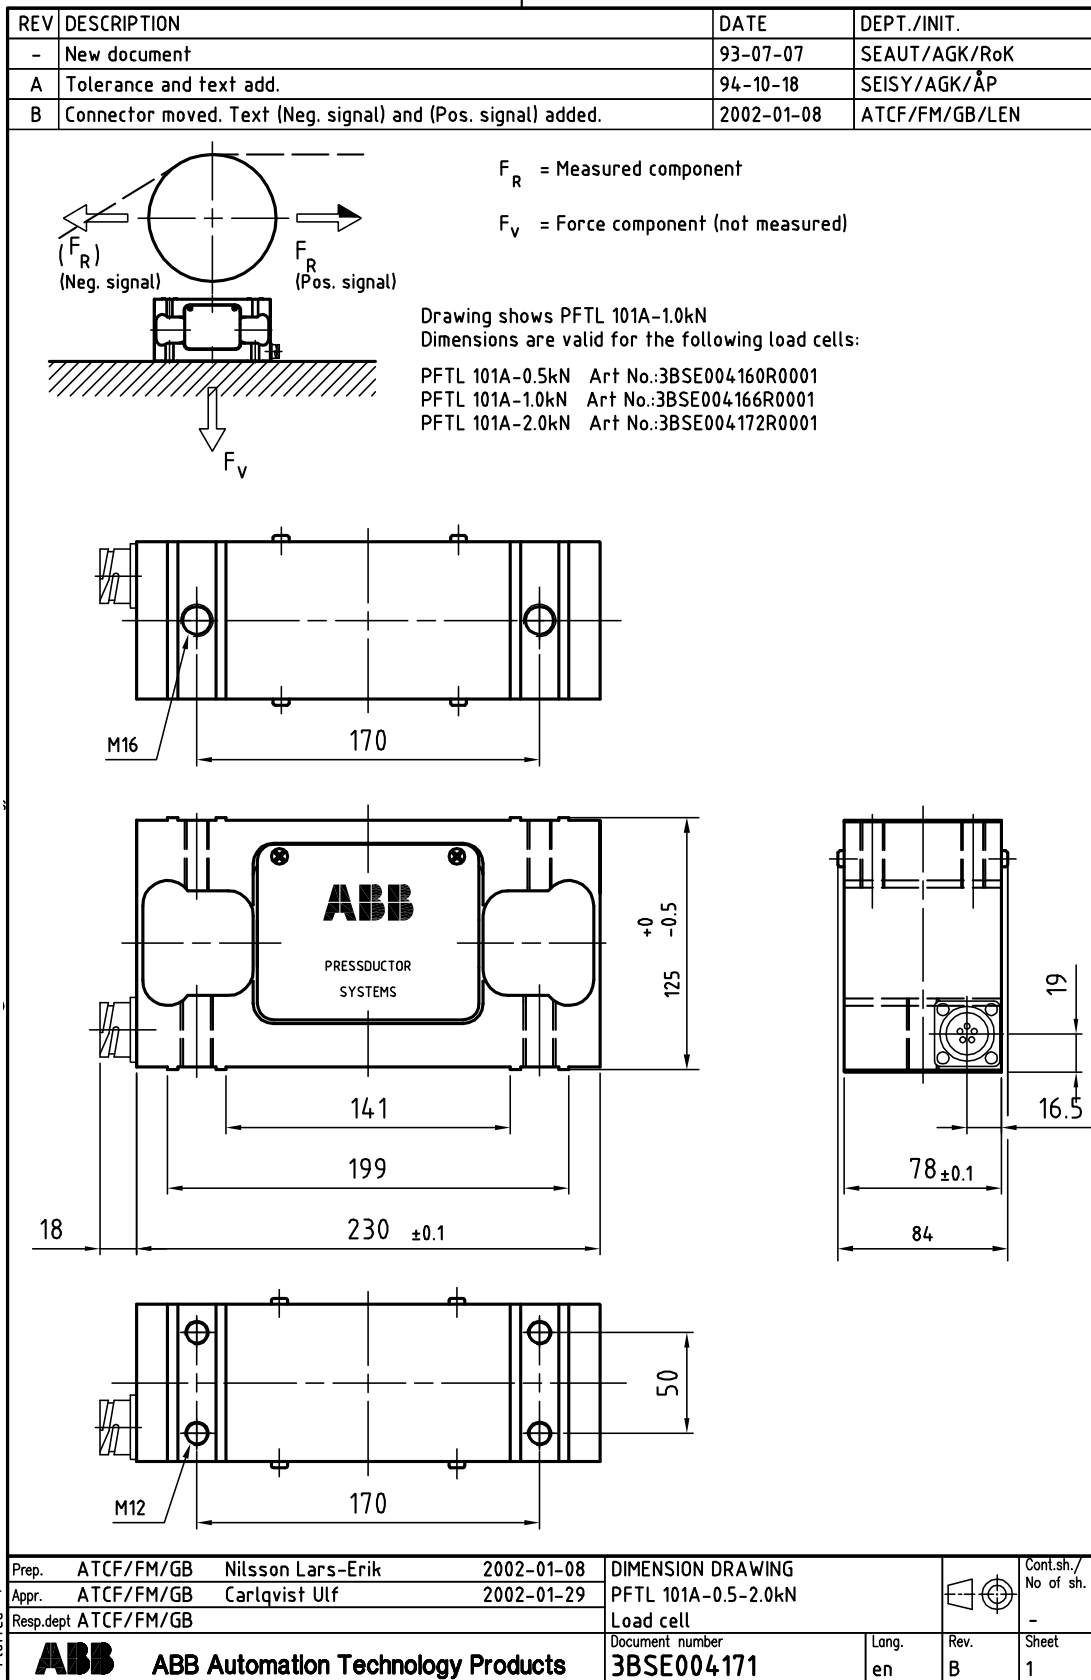 REV DESCRIPTION DATE DEPT./INIT.
- New document 93-07-07 SEAUT/AGK/RoK
A Tolerance and text add. 94-10-18 SEISY/AGK/ÅP
B Connector moved. Text (Neg. signal) and (Pos. signal) added. 2002-01-08 ATCF/FM/GB/LEN
FR = Measured component
Fv = Force component (not measured)
(FR) FR
(Neg. signal) (Pos. signal)
Drawing shows PFTL 101A-1.0kN
Dimensions are valid for the following load cells:
PFTL 101A-0.5kN Art No.:3BSE004160R0001
PFTL 101A-1.0kN Art No.:3BSE004166R0001
PFTL 101A-2.0kN Art No.:3BSE004172R0001
FV
M16
170
ABB
PRESSDUCTOR
SYSTEMS
125 +0 -0.5
19
141
16.5
199
78±0.1
18
230 ±0.1
84
50
M12
170
Prep. ATCF/FM/GB Nilsson Lars-Erik 2002-01-08
Appr. ATCF/FM/GB Carlqvist Ulf 2002-01-29
Resp.dept ATCF/FM/GB
DIMENSION DRAWING
PFTL 101A-0.5-2.0kN
Load cell
Cont.sh./
No of sh.
-
ABB ABB Automation Technology Products
Document number
3BSE004171
Lang.
en
Rev.
B
Sheet
1